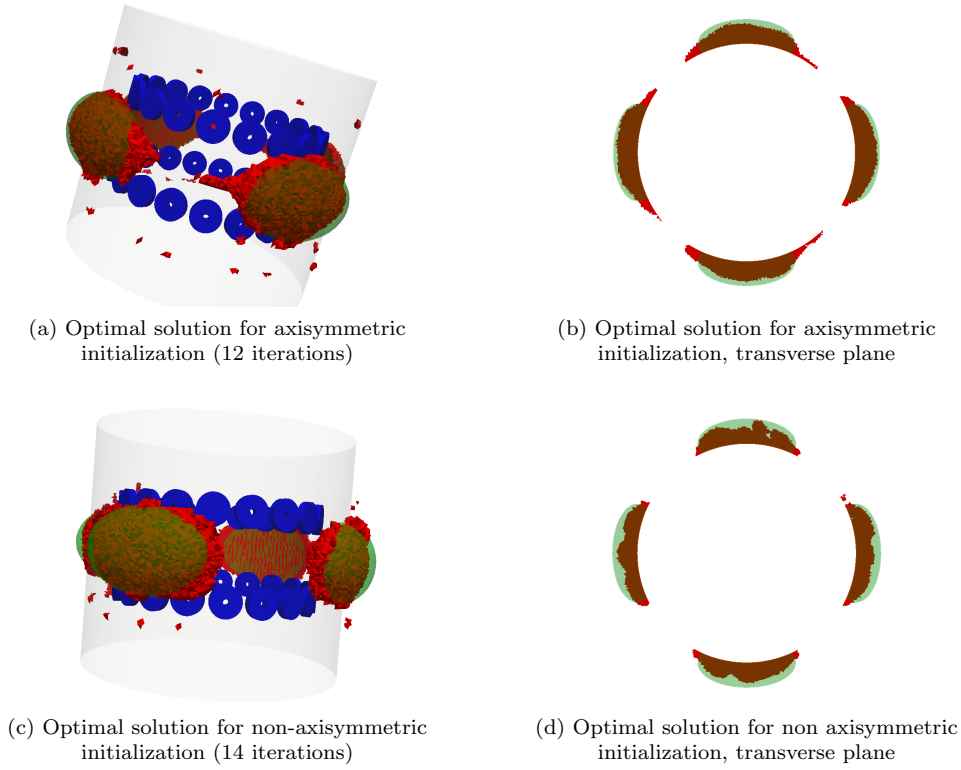 (a) Optimal solution for axisymmetric
initialization (12 iterations)
(b) Optimal solution for axisymmetric
initialization, transverse plane
(c) Optimal solution for non-axisymmetric
initialization (14 iterations)
(d) Optimal solution for non axisymmetric
initialization, transverse plane